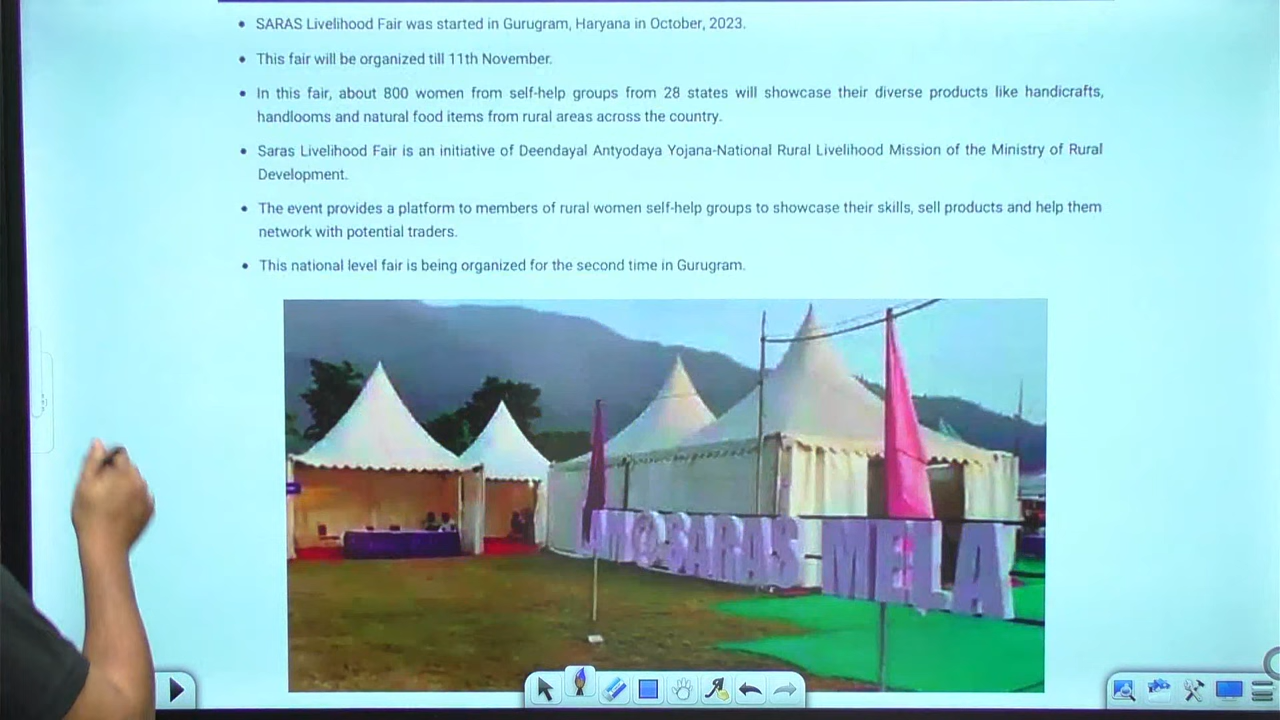 • SARAS Livelihood Fair was started in Gurugram, Haryana in October, 2023.
• This fair will be organized till 11th November.
• In this fair, about 800 women from self-help groups from 28 states will showcase their diverse products like handicrafts,
handlooms and natural food items from rural areas across the country.
• Saras Livelihood Fair is an initiative of Deendayal Antyodaya Yojana-National Rural Livelihood Mission of the Ministry of Rural
Development.
• The event provides a platform to members of rural women self-help groups to showcase their skills, sell products and help them
network with potential traders.
• This national level fair is being organized for the second time in Gurugram.
@SARAS MELA